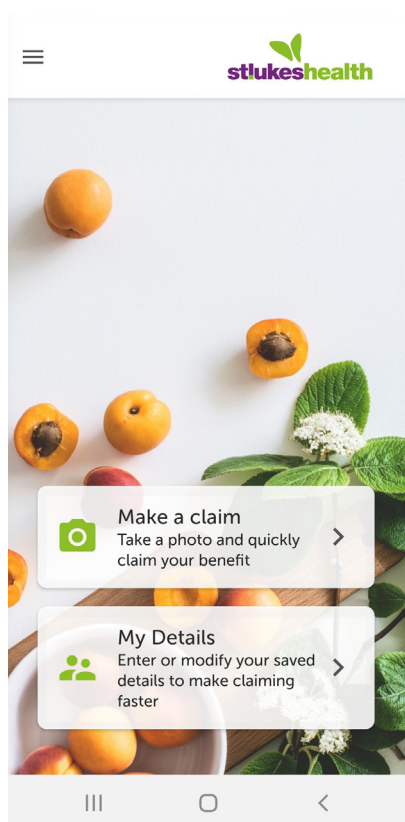 stlukeshealth
Make a claim
Take a photo and quickly
claim your benefit
My Details
Enter or modify your saved
details to make claiming
faster